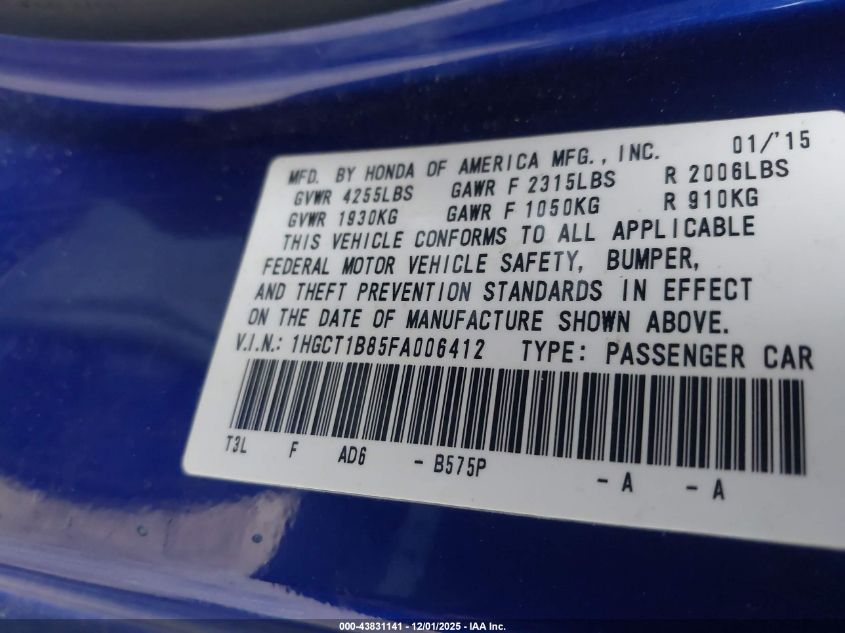 MFD. BY HONDA OF AMERICA MFG., INC. 01/'15
GVWR 4255LBS GAWR F 2315LBS R 2006LBS
GVWR 1930KG GAWR F 1050KG R 910KG
THIS VEHICLE CONFORMS TO ALL APPLICABLE
FEDERAL MOTOR VEHICLE SAFETY, BUMPER,
AND THEFT PREVENTION STANDARDS IN EFFECT
ON THE DATE OF MANUFACTURE SHOWN ABOVE.
V.I.N.: 1HGCT1B85FA006412 TYPE: PASSENGER CAR
T3L F AD6 - B575P - A - A
000-43831141 - 12/01/2025 - IAA Inc.